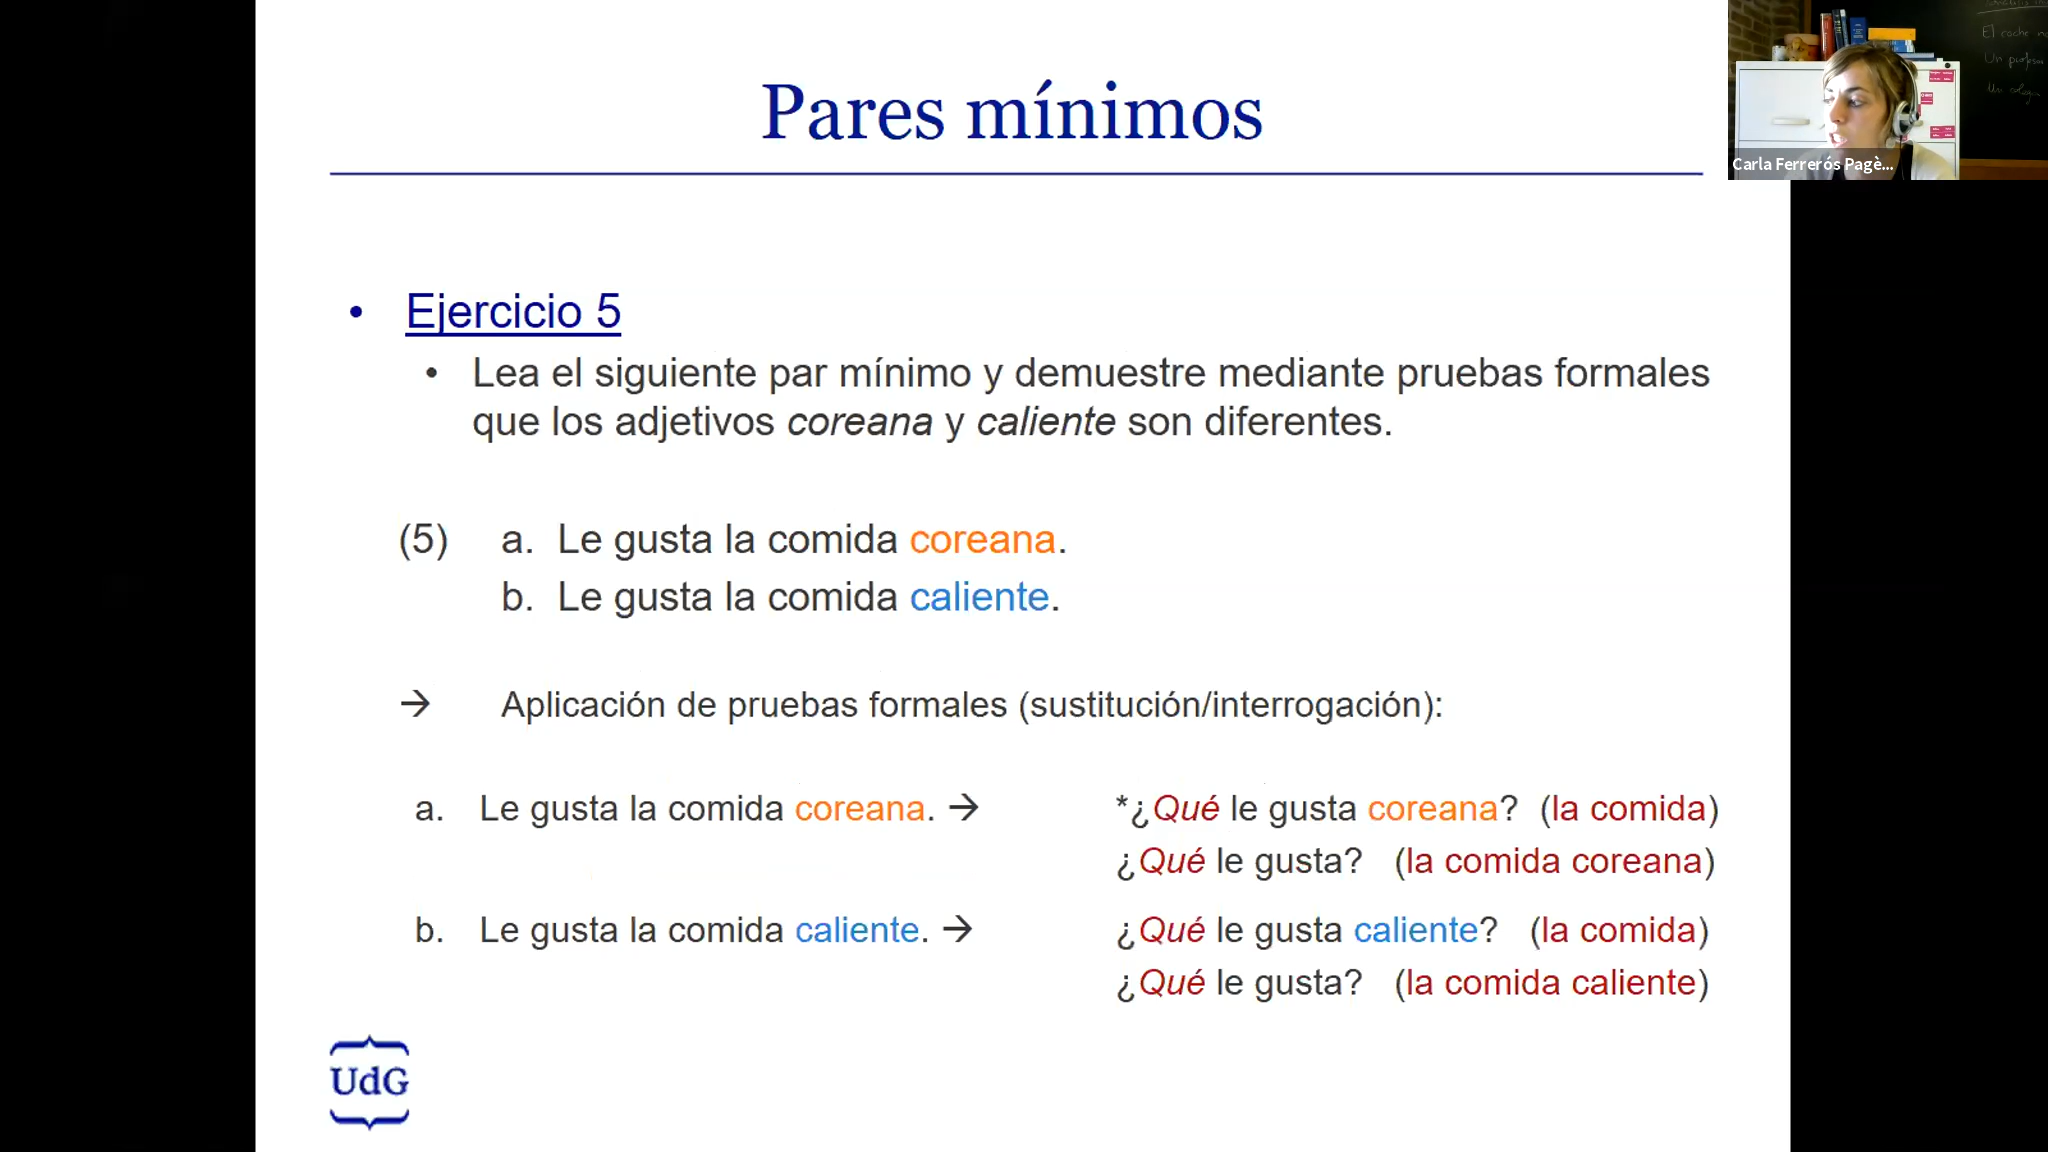 Pares mínimos
Carla Ferrerós Pagè...
El coche
Un
• Ejercicio 5
• Lea el siguiente par mínimo y demuestre mediante pruebas formales
que los adjetivos coreana y caliente son diferentes.
(5) a. Le gusta la comida coreana.
b. Le gusta la comida caliente.
→ Aplicación de pruebas formales (sustitución/interrogación):
a. Le gusta la comida coreana. → *¿Qué le gusta coreana? (la comida)
¿Qué le gusta? (la comida coreana)
b. Le gusta la comida caliente. → ¿Qué le gusta caliente? (la comida)
¿Qué le gusta? (la comida caliente)
UdG